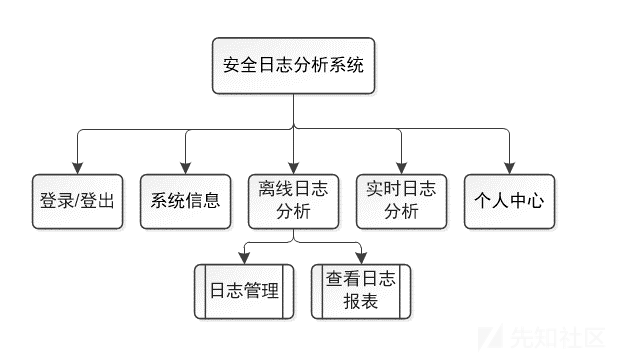 安全日志分析系统
登录/登出
系统信息
离线日志
分析
实时日志
分析
个人中心
日志管理
查看日志
报表
先知社区